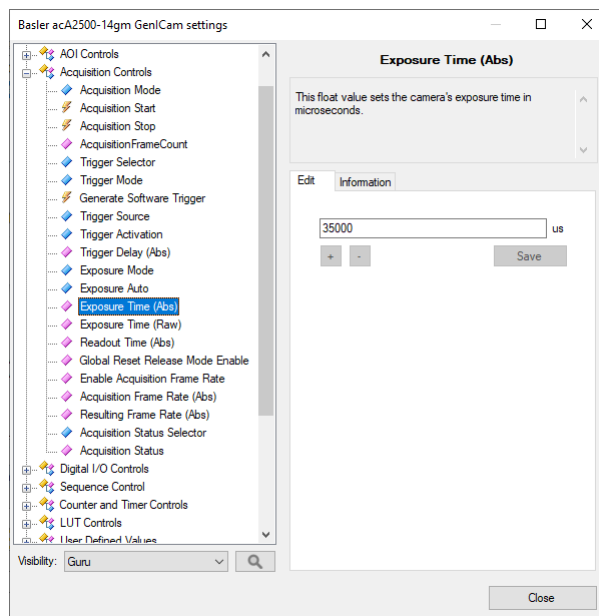 Basler acA2500-14gm GenICam settings
AOI Controls
Acquisition Controls
Acquisition Mode
Acquisition Start
Acquisition Stop
AcquisitionFrameCount
Trigger Selector
Trigger Mode
Generate Software Trigger
Trigger Source
Trigger Activation
Trigger Delay (Abs)
Exposure Mode
Exposure Auto
Exposure Time (Abs)
Exposure Time (Raw)
Readout Time (Abs)
Global Reset Release Mode Enable
Enable Acquisition Frame Rate
Acquisition Frame Rate (Abs)
Resulting Frame Rate (Abs)
Acquisition Status Selector
Acquisition Status
Digital I/O Controls
Sequence Control
Counter and Timer Controls
LUT Controls
User Defined Values
Visibility: Guru
Exposure Time (Abs)
This float value sets the camera's exposure time in
microseconds.
Edit Information
35000 us
+ - Save
Close